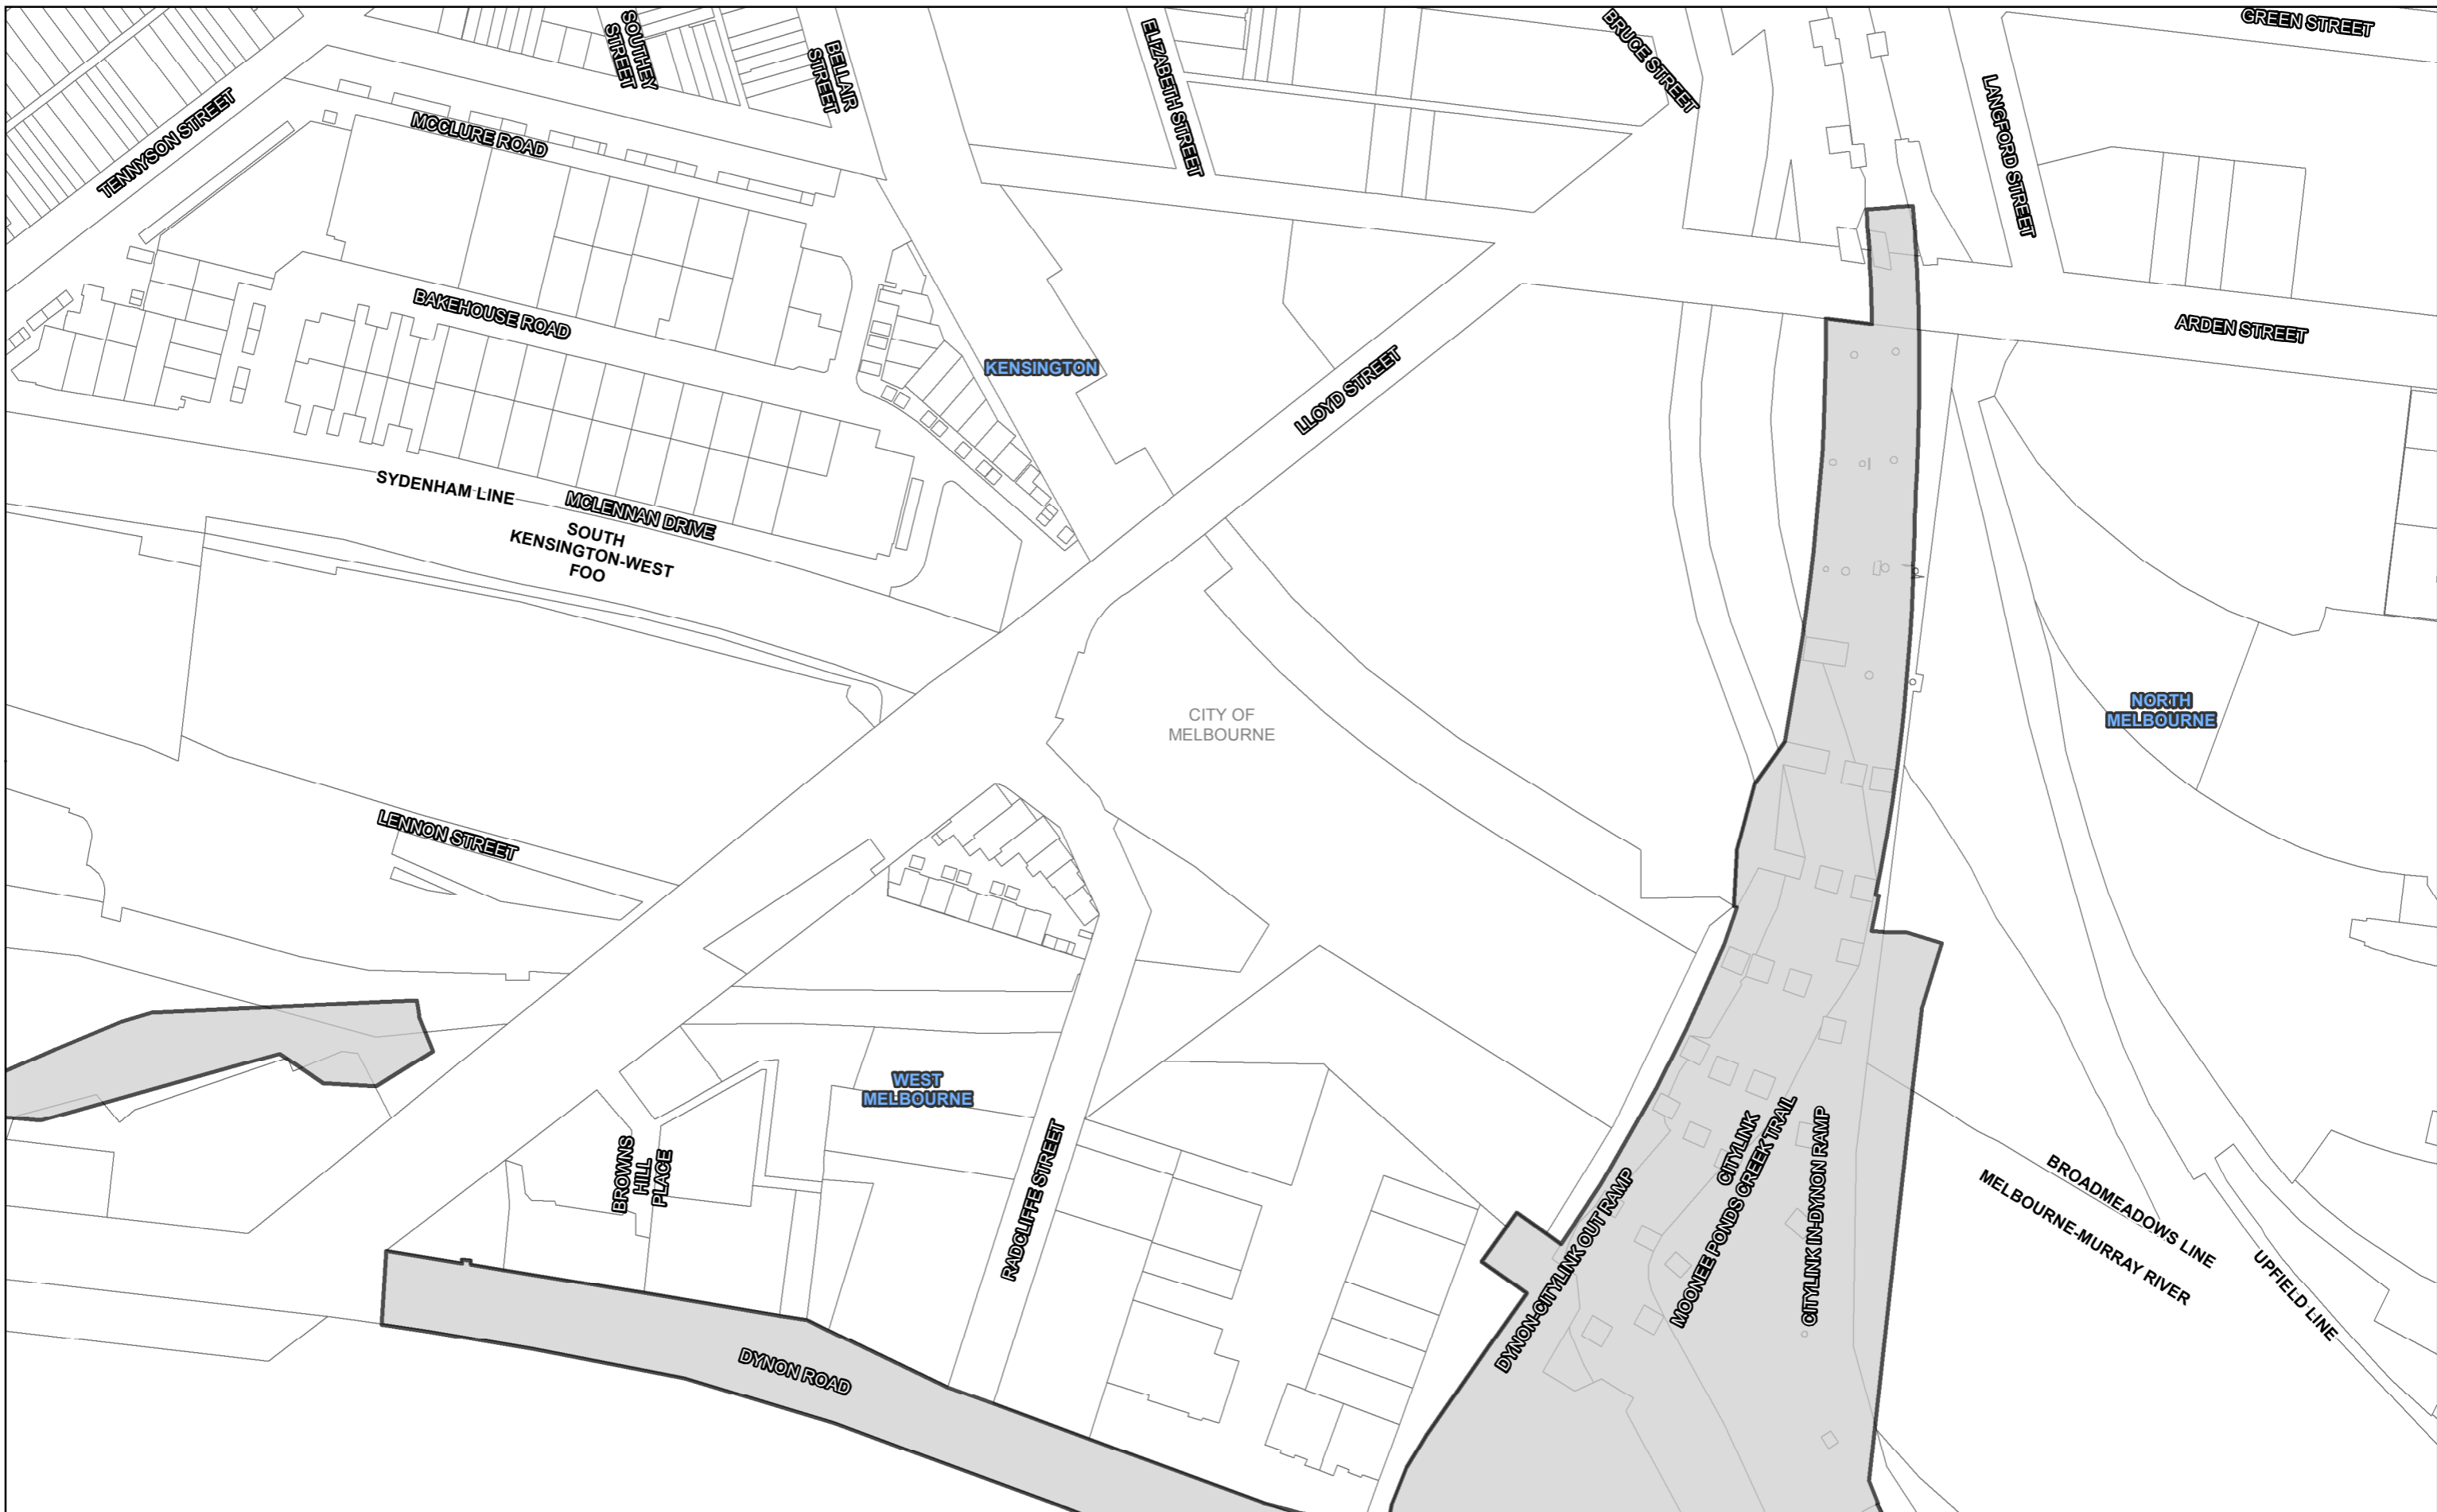 GREEN STREET
SOUTHEY
STREET
BELLAIR
STREET
ELIZABETH STREET
BRUCE STREET
LANGFORD STREET
TENNYSON STREET
MCCLURE ROAD
BAKEHOUSE ROAD
ARDEN STREET
KENSINGTON
LLOYD STREET
SYDENHAM LINE
MCLENNAN DRIVE
SOUTH
KENSINGTON-WEST
FOO
CITY OF
MELBOURNE
NORTH
MELBOURNE
LENNON STREET
WEST
MELBOURNE
BROWNS
HILL
PLACE
RADCLIFFE STREET
DYNON-CITYLINK OUT RAMP
CITYLINK
MOONEE PONDS CREEK TRAIL
CITYLINK IN-DYNON RAMP
BROADMEADOWS LINE
MELBOURNE-MURRAY RIVER
UPFIELD LINE
DYNON ROAD